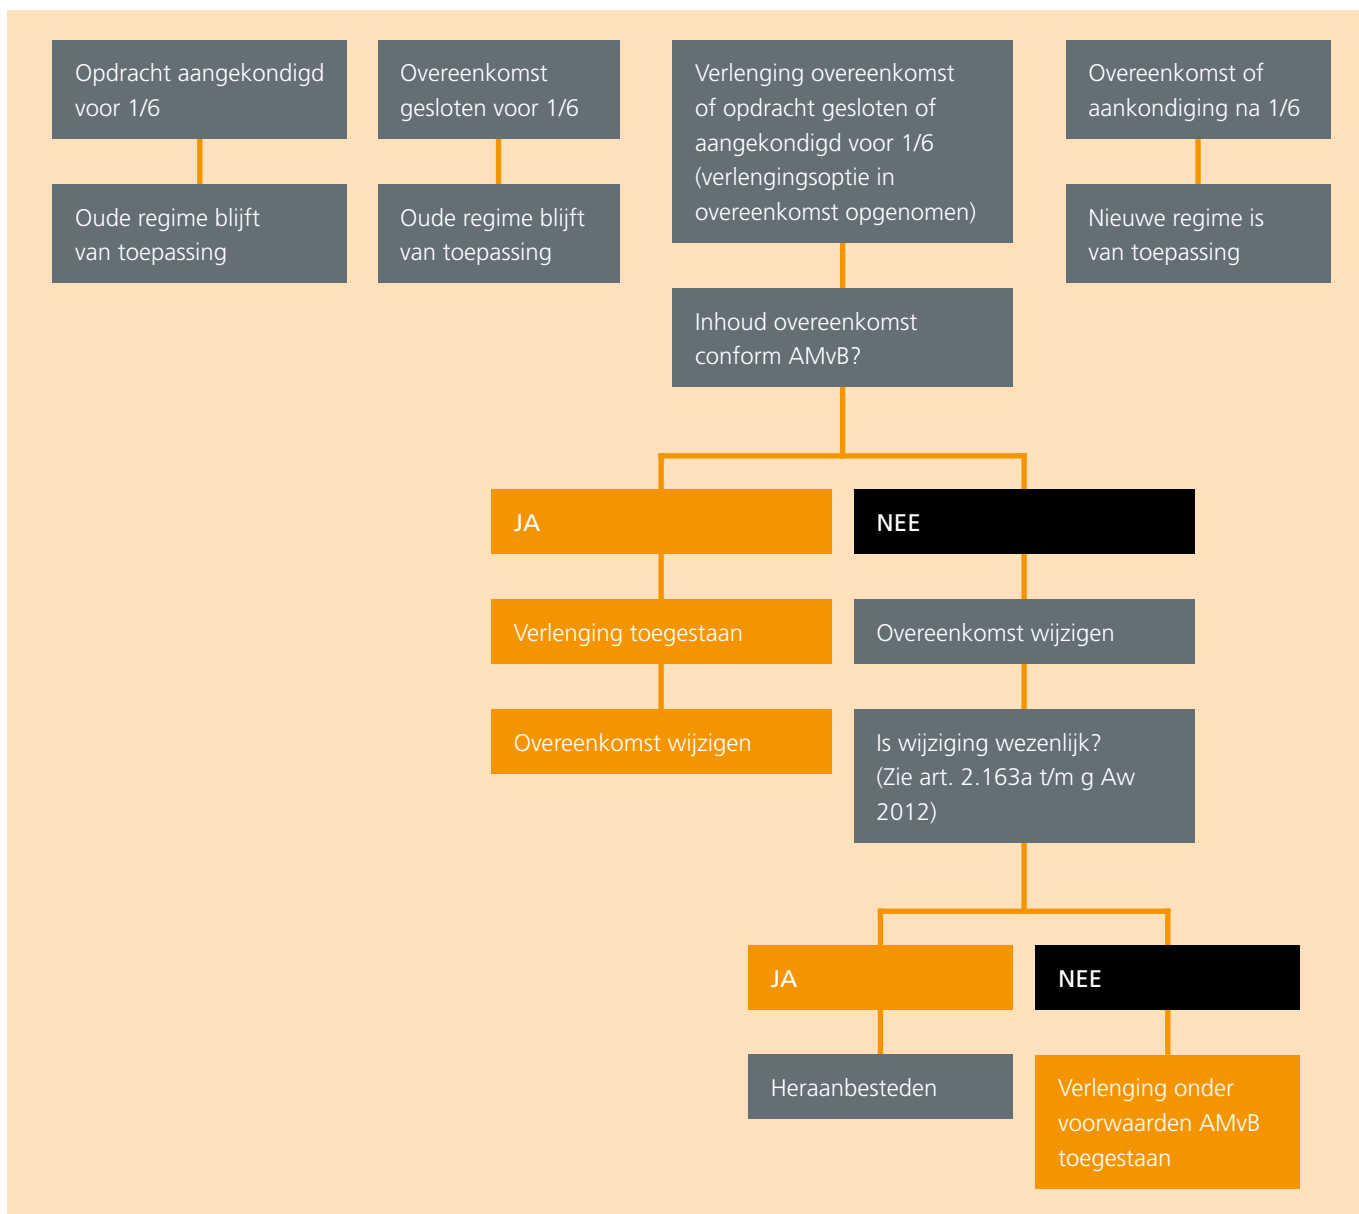 Opdracht aangekondigd
voor 1/6
Oude regime blijft
van toepassing
Overeenkomst
gesloten voor 1/6
Oude regime blijft
van toepassing
Verlenging overeenkomst
of opdracht gesloten of
aangekondigd voor 1/6
(verlengingsoptie in
overeenkomst opgenomen)
Overeenkomst of
aankondiging na 1/6
Nieuwe regime is
van toepassing
Inhoud overeenkomst
conform AMvB?
JA
Verlenging toegestaan
Overeenkomst wijzigen
NEE
Overeenkomst wijzigen
Is wijziging wezenlijk?
(Zie art. 2.163a t/m g Aw
2012)
JA
Heraanbesteden
NEE
Verlenging onder
voorwaarden AMvB
toegestaan